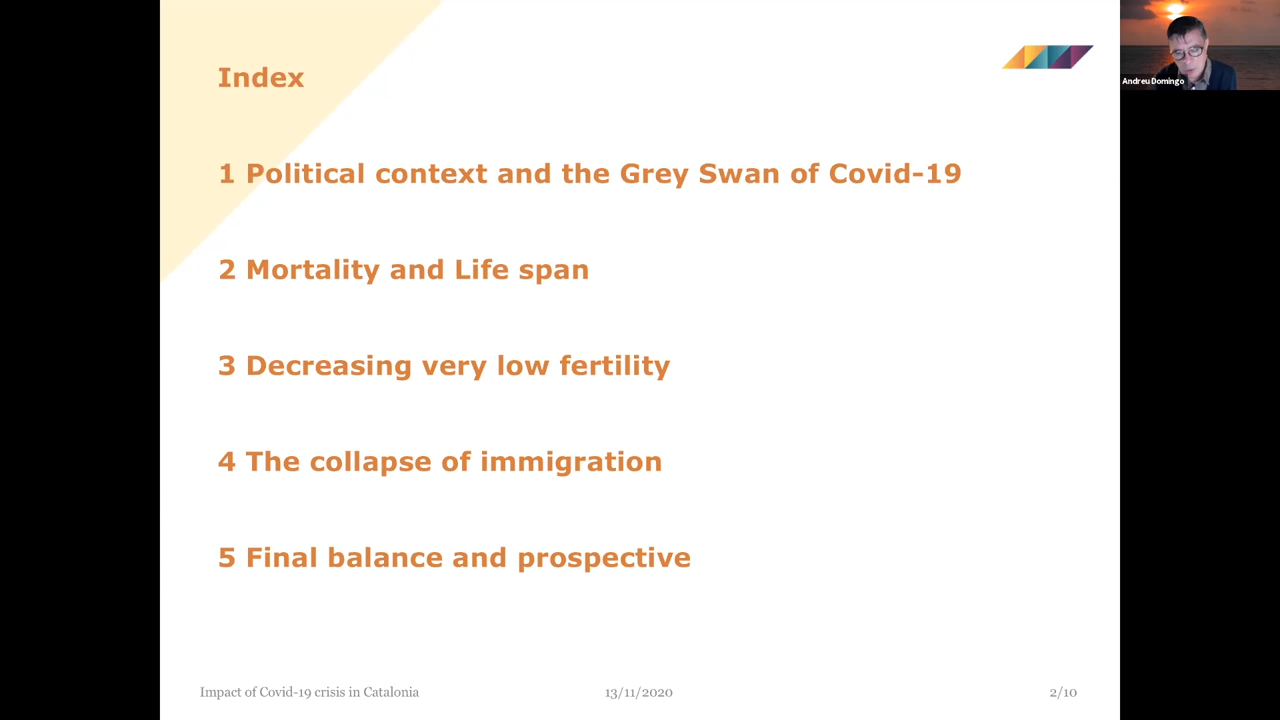 Index
Andreu Domingo
1 Political context and the Grey Swan of Covid-19
2 Mortality and Life span
3 Decreasing very low fertility
4 The collapse of immigration
5 Final balance and prospective
Impact of Covid-19 crisis in Catalonia
13/11/2020
2/10